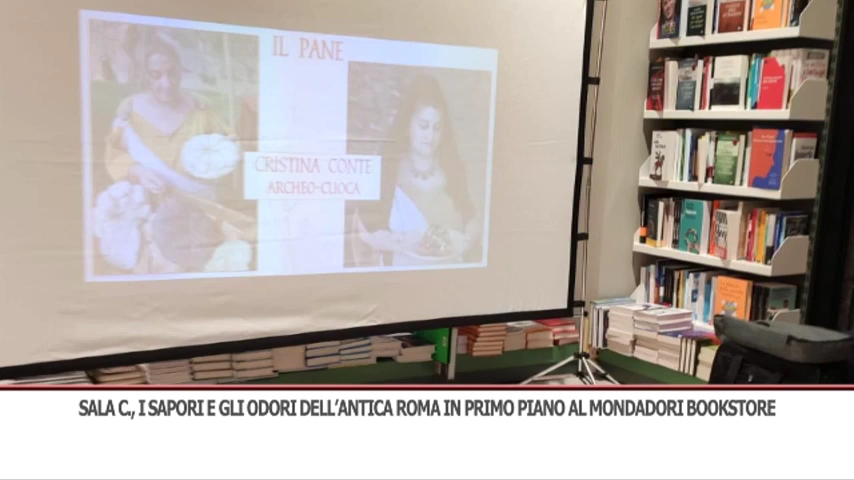 IL PANE
CRISTINA CONTE
ARCHEO-CUOCA
SALA C., I SAPORI E GLI ODORI DELL'ANTICA ROMA IN PRIMO PIANO AL MONDADORI BOOKSTORE